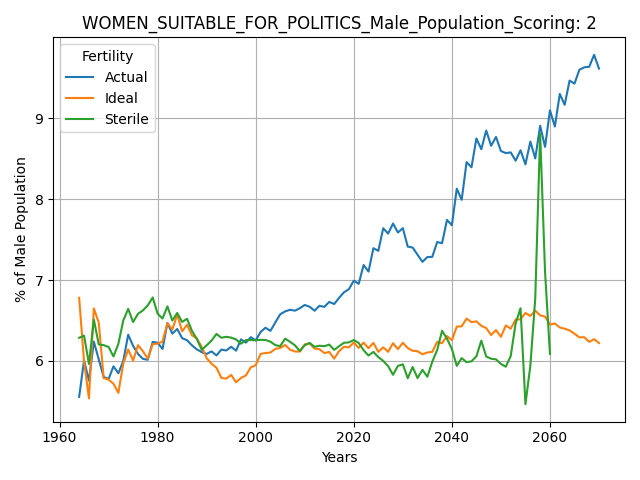 WOMEN_SUITABLE_FOR_POLITICS_Male_Population_Scoring: 2
Fertility
Actual
Ideal
Sterile
% of Male Population
9
8
7
6
1960 1980 2000 2020 2040 2060
Years